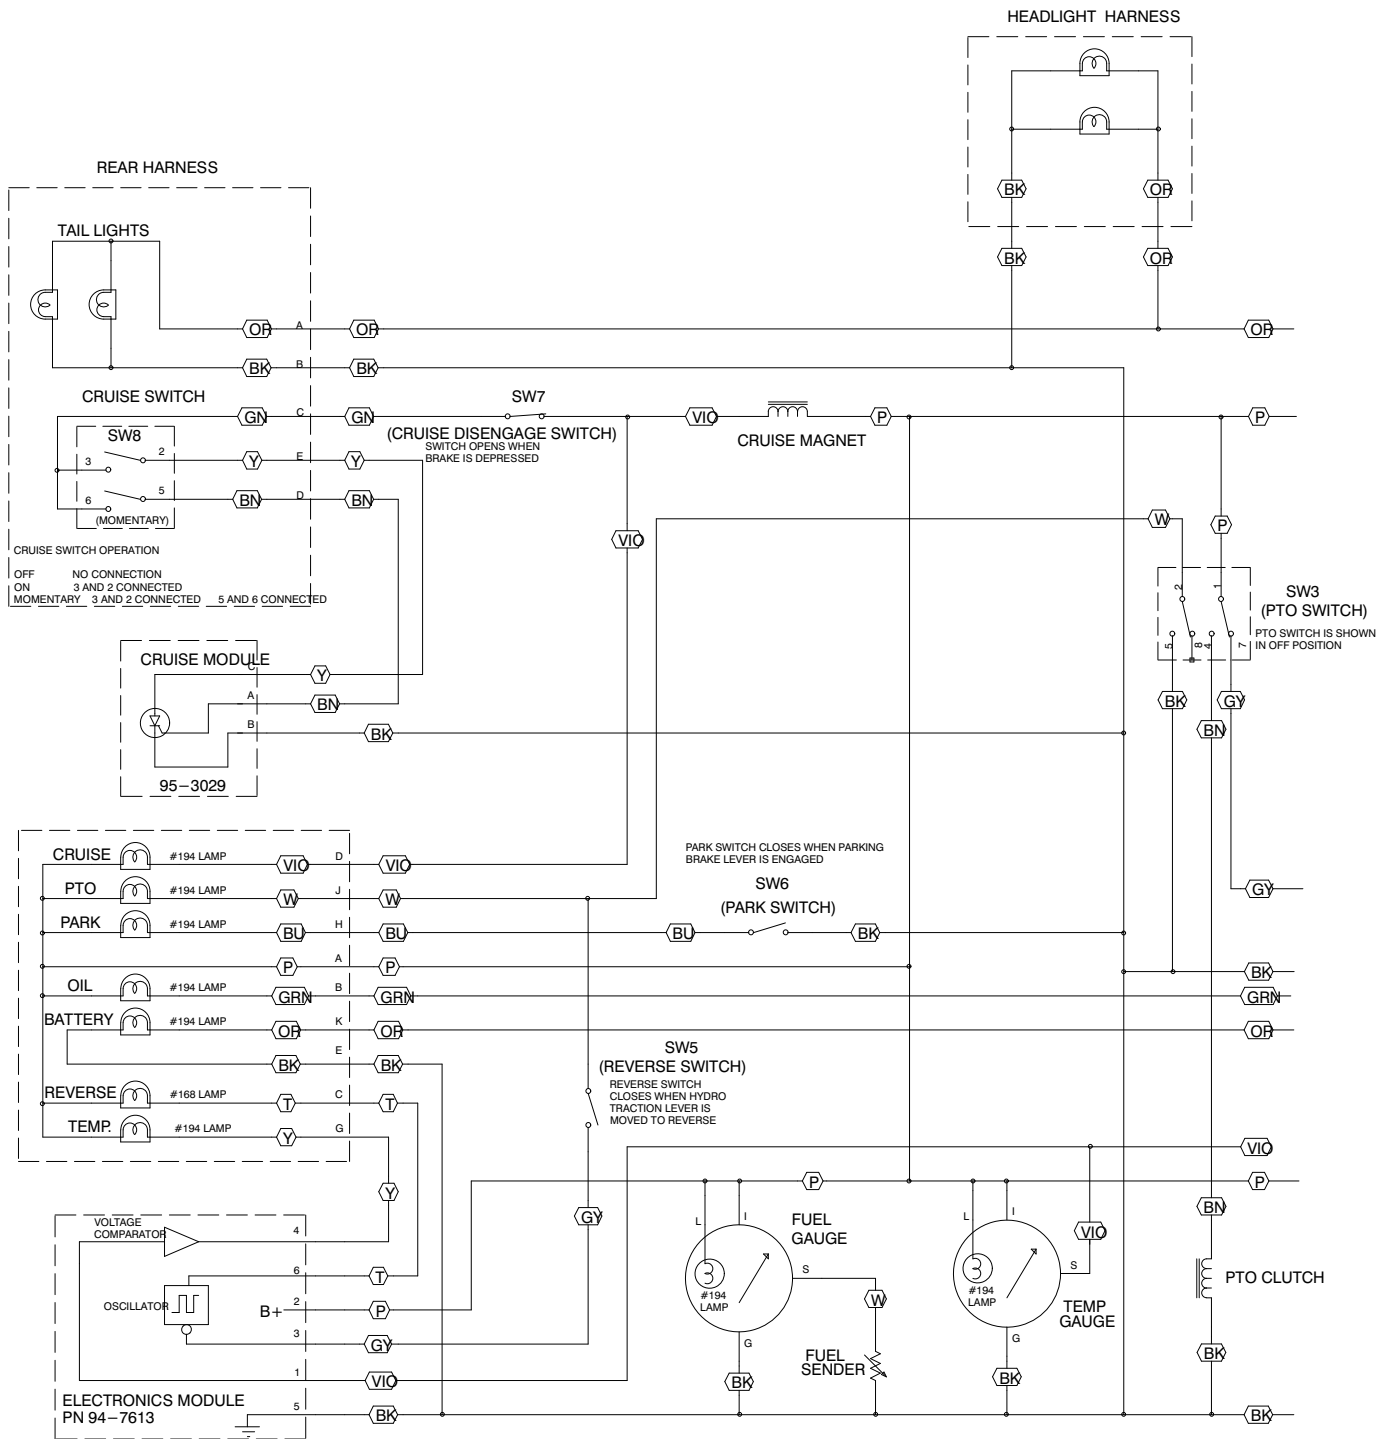 HEADLIGHT HARNESS
BK
OR
BK
OR
REAR HARNESS
TAIL LIGHTS
OR
A
OR
OR
BK
B
BK
CRUISE SWITCH
GN
C
GN
SW7
(CRUISE DISENGAGE SWITCH)
SWITCH OPENS WHEN
BRAKE IS DEPRESSED
VIO
CRUISE MAGNET
P
P
SW8
3
2
Y
E
Y
6
5
BN
D
BN
(MOMENTARY)
VIO
W
P
CRUISE SWITCH OPERATION
OFF NO CONNECTION
ON 3 AND 2 CONNECTED
MOMENTARY 3 AND 2 CONNECTED 5 AND 6 CONNECTED
2
1
5
8
4
7
SW3
(PTO SWITCH)
PTO SWITCH IS SHOWN
IN OFF POSITION
BK
GY
BN
CRUISE MODULE
C
Y
A
BN
B
BK
95-3029
CRUISE
#194 LAMP
VIO
D
VIO
PTO
#194 LAMP
W
J
W
PARK
#194 LAMP
BU
H
BU
PARK SWITCH CLOSES WHEN PARKING
BRAKE LEVER IS ENGAGED
SW6
(PARK SWITCH)
BU
BK
GY
P
A
P
BK
OIL
#194 LAMP
GRN
B
GRN
GRN
BATTERY
#194 LAMP
OR
K
OR
OR
BK
E
BK
SW5
(REVERSE SWITCH)
REVERSE SWITCH
CLOSES WHEN HYDRO
TRACTION LEVER IS
MOVED TO REVERSE
REVERSE
#168 LAMP
T
C
T
TEMP.
#194 LAMP
Y
G
Y
VIO
P
P
GY
BN
VOLTAGE
COMPARATOR
4
6
T
OSCILLATOR
B+
2
P
3
GY
1
VIO
ELECTRONICS MODULE
PN 94-7613
5
BK
L
I
FUEL
GAUGE
S
#194
LAMP
G
BK
W
FUEL
SENDER
L
I
VIO
S
#194
LAMP
TEMP
GAUGE
G
BK
PTO CLUTCH
BK
BK